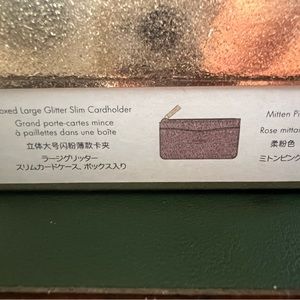 oxed Large Glitter Slim Cardholder
Grand porte-cartes mince
à paillettes dans une boîte
立体大号闪粉薄款卡夹
ラージグリッター
スリムカードケース、ボックス入り
Mitten Pi
Rose mitta
柔粉色
ミトンピング